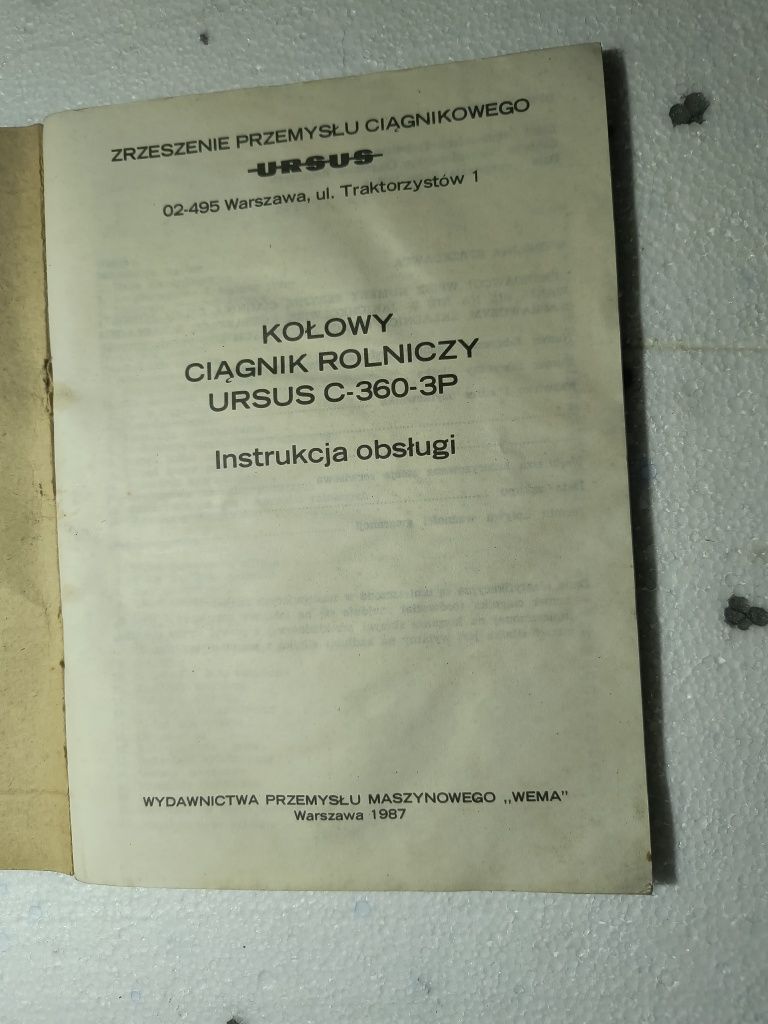 ZRZESZENIE PRZEMYSŁU CIĄGNIKOWEGO
URSUS
02-495 Warszawa, ul. Traktorzystów 1
KOŁOWY
CIĄGNIK ROLNICZY
URSUS C-360-3P
Instrukcja obsługi
WYDAWNICTWA PRZEMYSŁU MASZYNOWEGO „WEMA”
Warszawa 1987